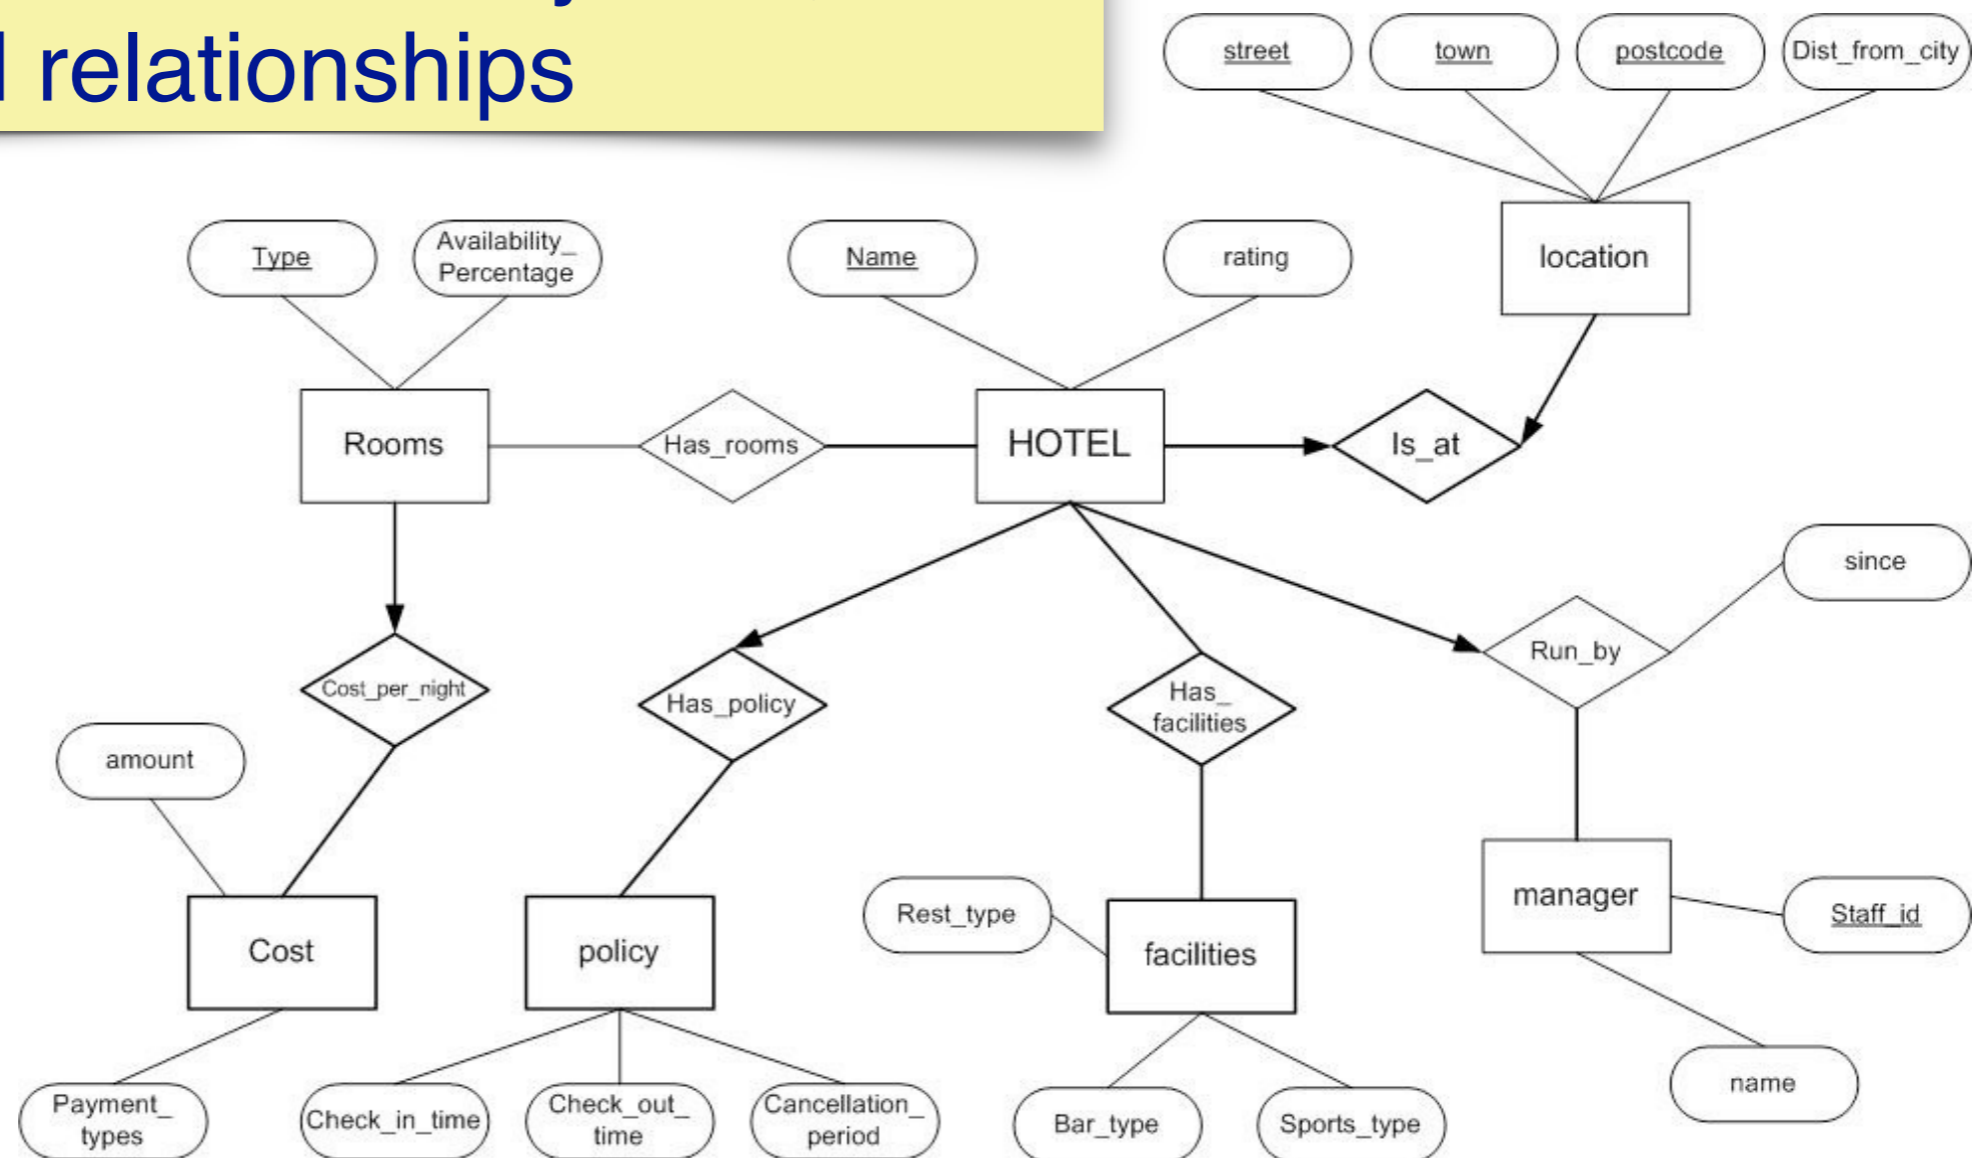 relationships
street
town
postcode
Dist_from_city
Type
Availability_
Percentage
Name
rating
location
Rooms
Has_rooms
HOTEL
Is_at
since
Run_by
Cost_per_night
Has_policy
Has_
facilities
amount
Cost
policy
Rest_type
facilities
manager
Staff_id
name
Payment_
types
Check_in_time
Check_out_
time
Cancellation_
period
Bar_type
Sports_type